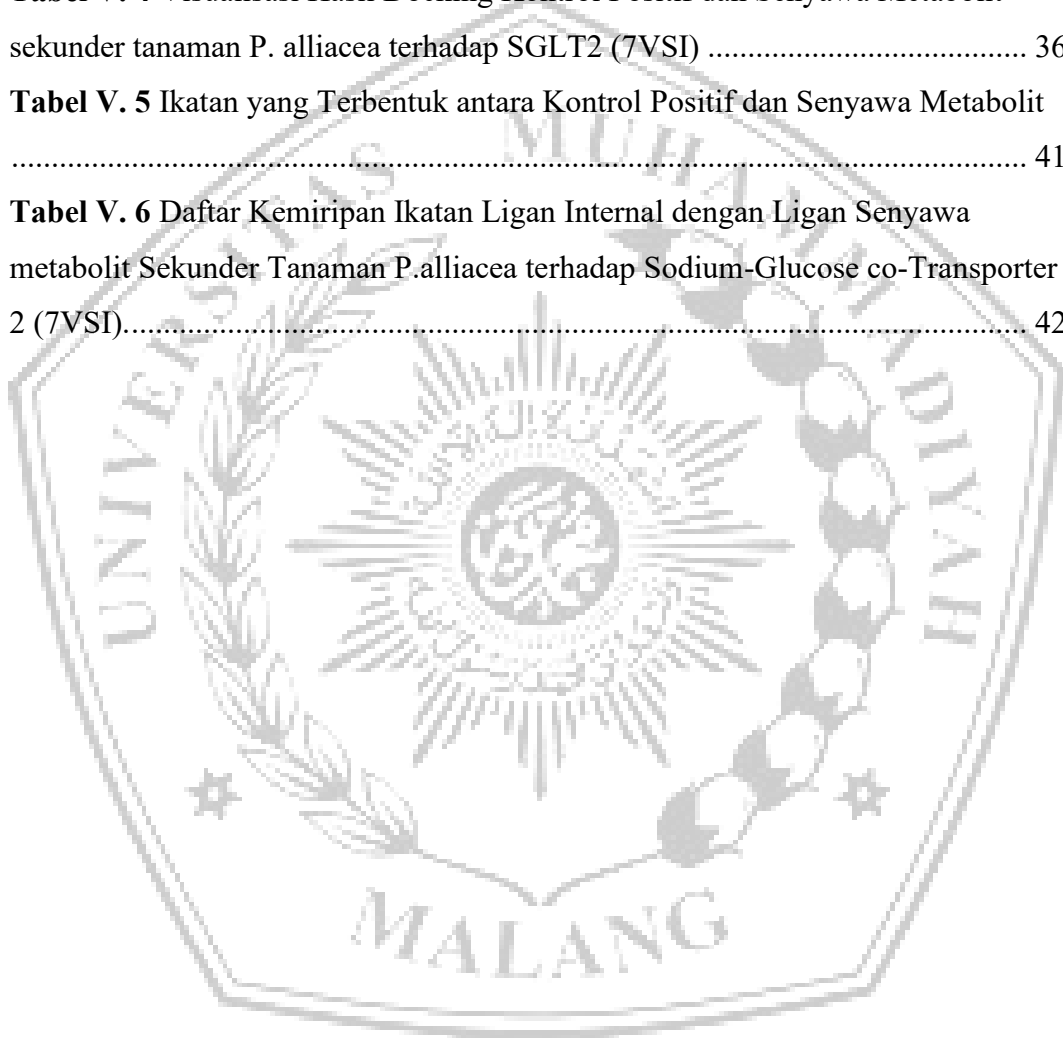 sekunder tanaman P. alliacea terhadap SGLT2 (7VSI) ........................................ 36
Tabel V. 5 Ikatan yang Terbentuk antara Kontrol Positif dan Senyawa Metabolit
................................................................................................................................ 41
Tabel V. 6 Daftar Kemiripan Ikatan Ligan Internal dengan Ligan Senyawa
metabolit Sekunder Tanaman P.alliacea terhadap Sodium-Glucose co-Transporter
2 (7VSI).................................................................................................................. 42
UNIVERSITAS MUHAMMADIYAH
MALANG